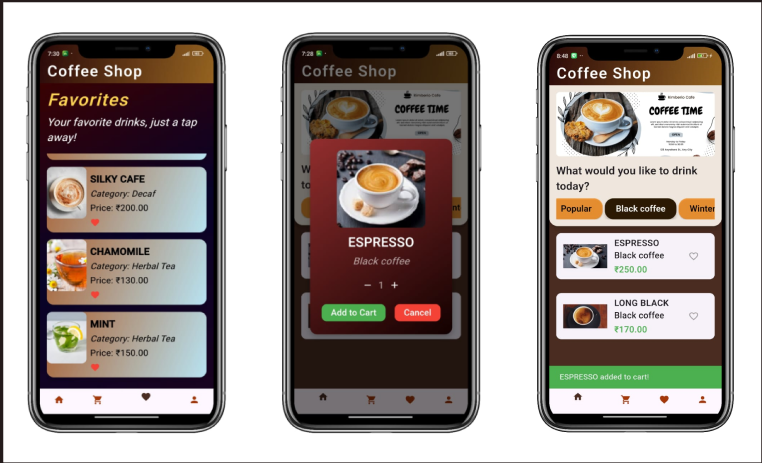 7:30
Coffee Shop
Favorites
Your favorite drinks, just a tap
away!
SILKY CAFE
Category: Decaf
Price: ₹200.00
CHAMOMILE
Category: Herbal Tea
Price: ₹130.00
MINT
Category: Herbal Tea
Price: ₹150.00
7:28
Coffee Shop
COFFEE TIME
W
to
nt
ESPRESSO
Black coffee
− 1 +
Add to Cart
Cancel
8:48
Coffee Shop
COFFEE TIME
OPEN
What would you like to drink
today?
Popular
Black coffee
Winter
ESPRESSO
Black coffee
₹250.00
LONG BLACK
Black coffee
₹170.00
ESPRESSO added to cart!